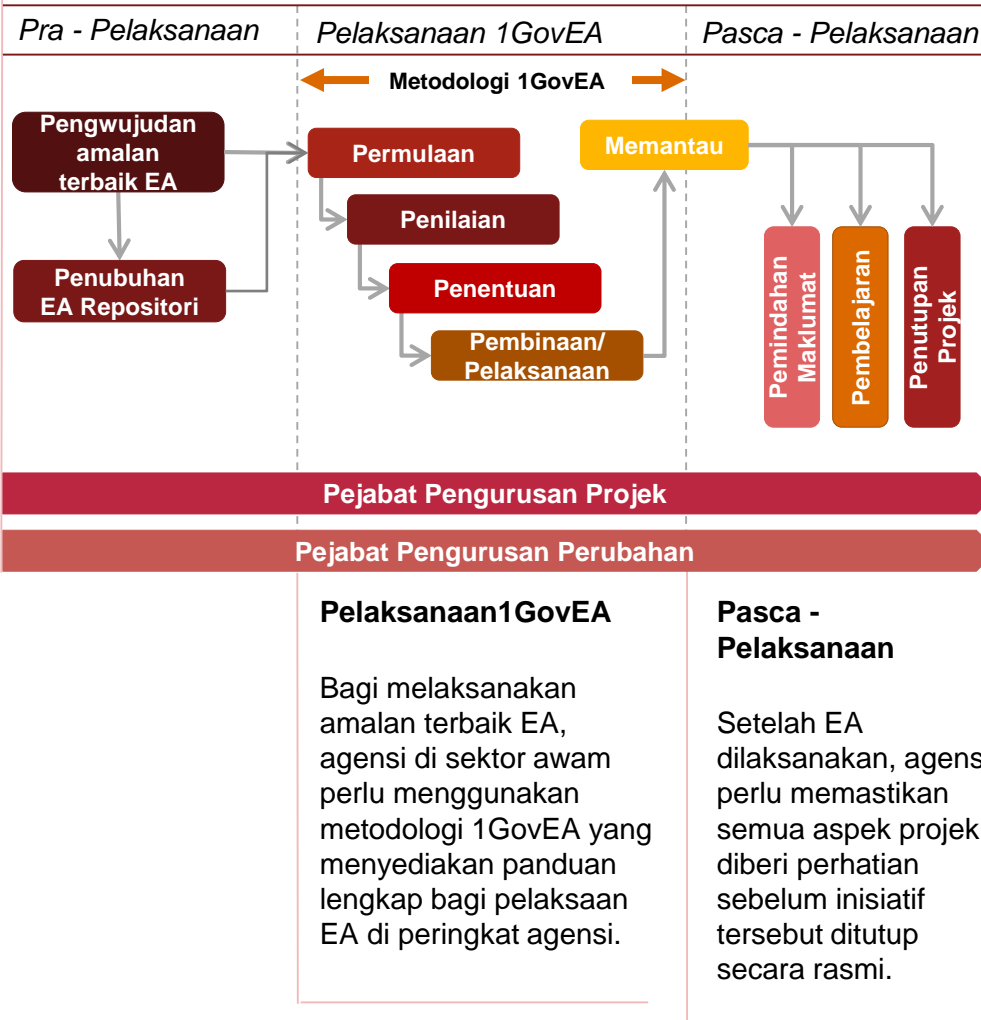 Pra - Pelaksanaan
Pelaksanaan 1GovEA
Pasca - Pelaksanaan
Metodologi 1GovEA
Pengwujudan
amalan
terbaik EA
Penubuhan
EA Repositori
Permulaan
Penilaian
Penentuan
Pembinaan/
Pelaksanaan
Memantau
Pemindahan
Maklumat
Pembelajaran
Penutupan
Projek
Pejabat Pengurusan Projek
Pejabat Pengurusan Perubahan
Pelaksanaan1GovEA
Bagi melaksanakan
amalan terbaik EA,
agensi di sektor awam
perlu menggunakan
metodologi 1GovEA yang
menyediakan panduan
lengkap bagi pelaksaan
EA di peringkat agensi.
Pasca -
Pelaksanaan
Setelah EA
dilaksanakan, agens
perlu memastikan
semua aspek projek
diberi perhatian
sebelum inisiatif
tersebut ditutup
secara rasmi.